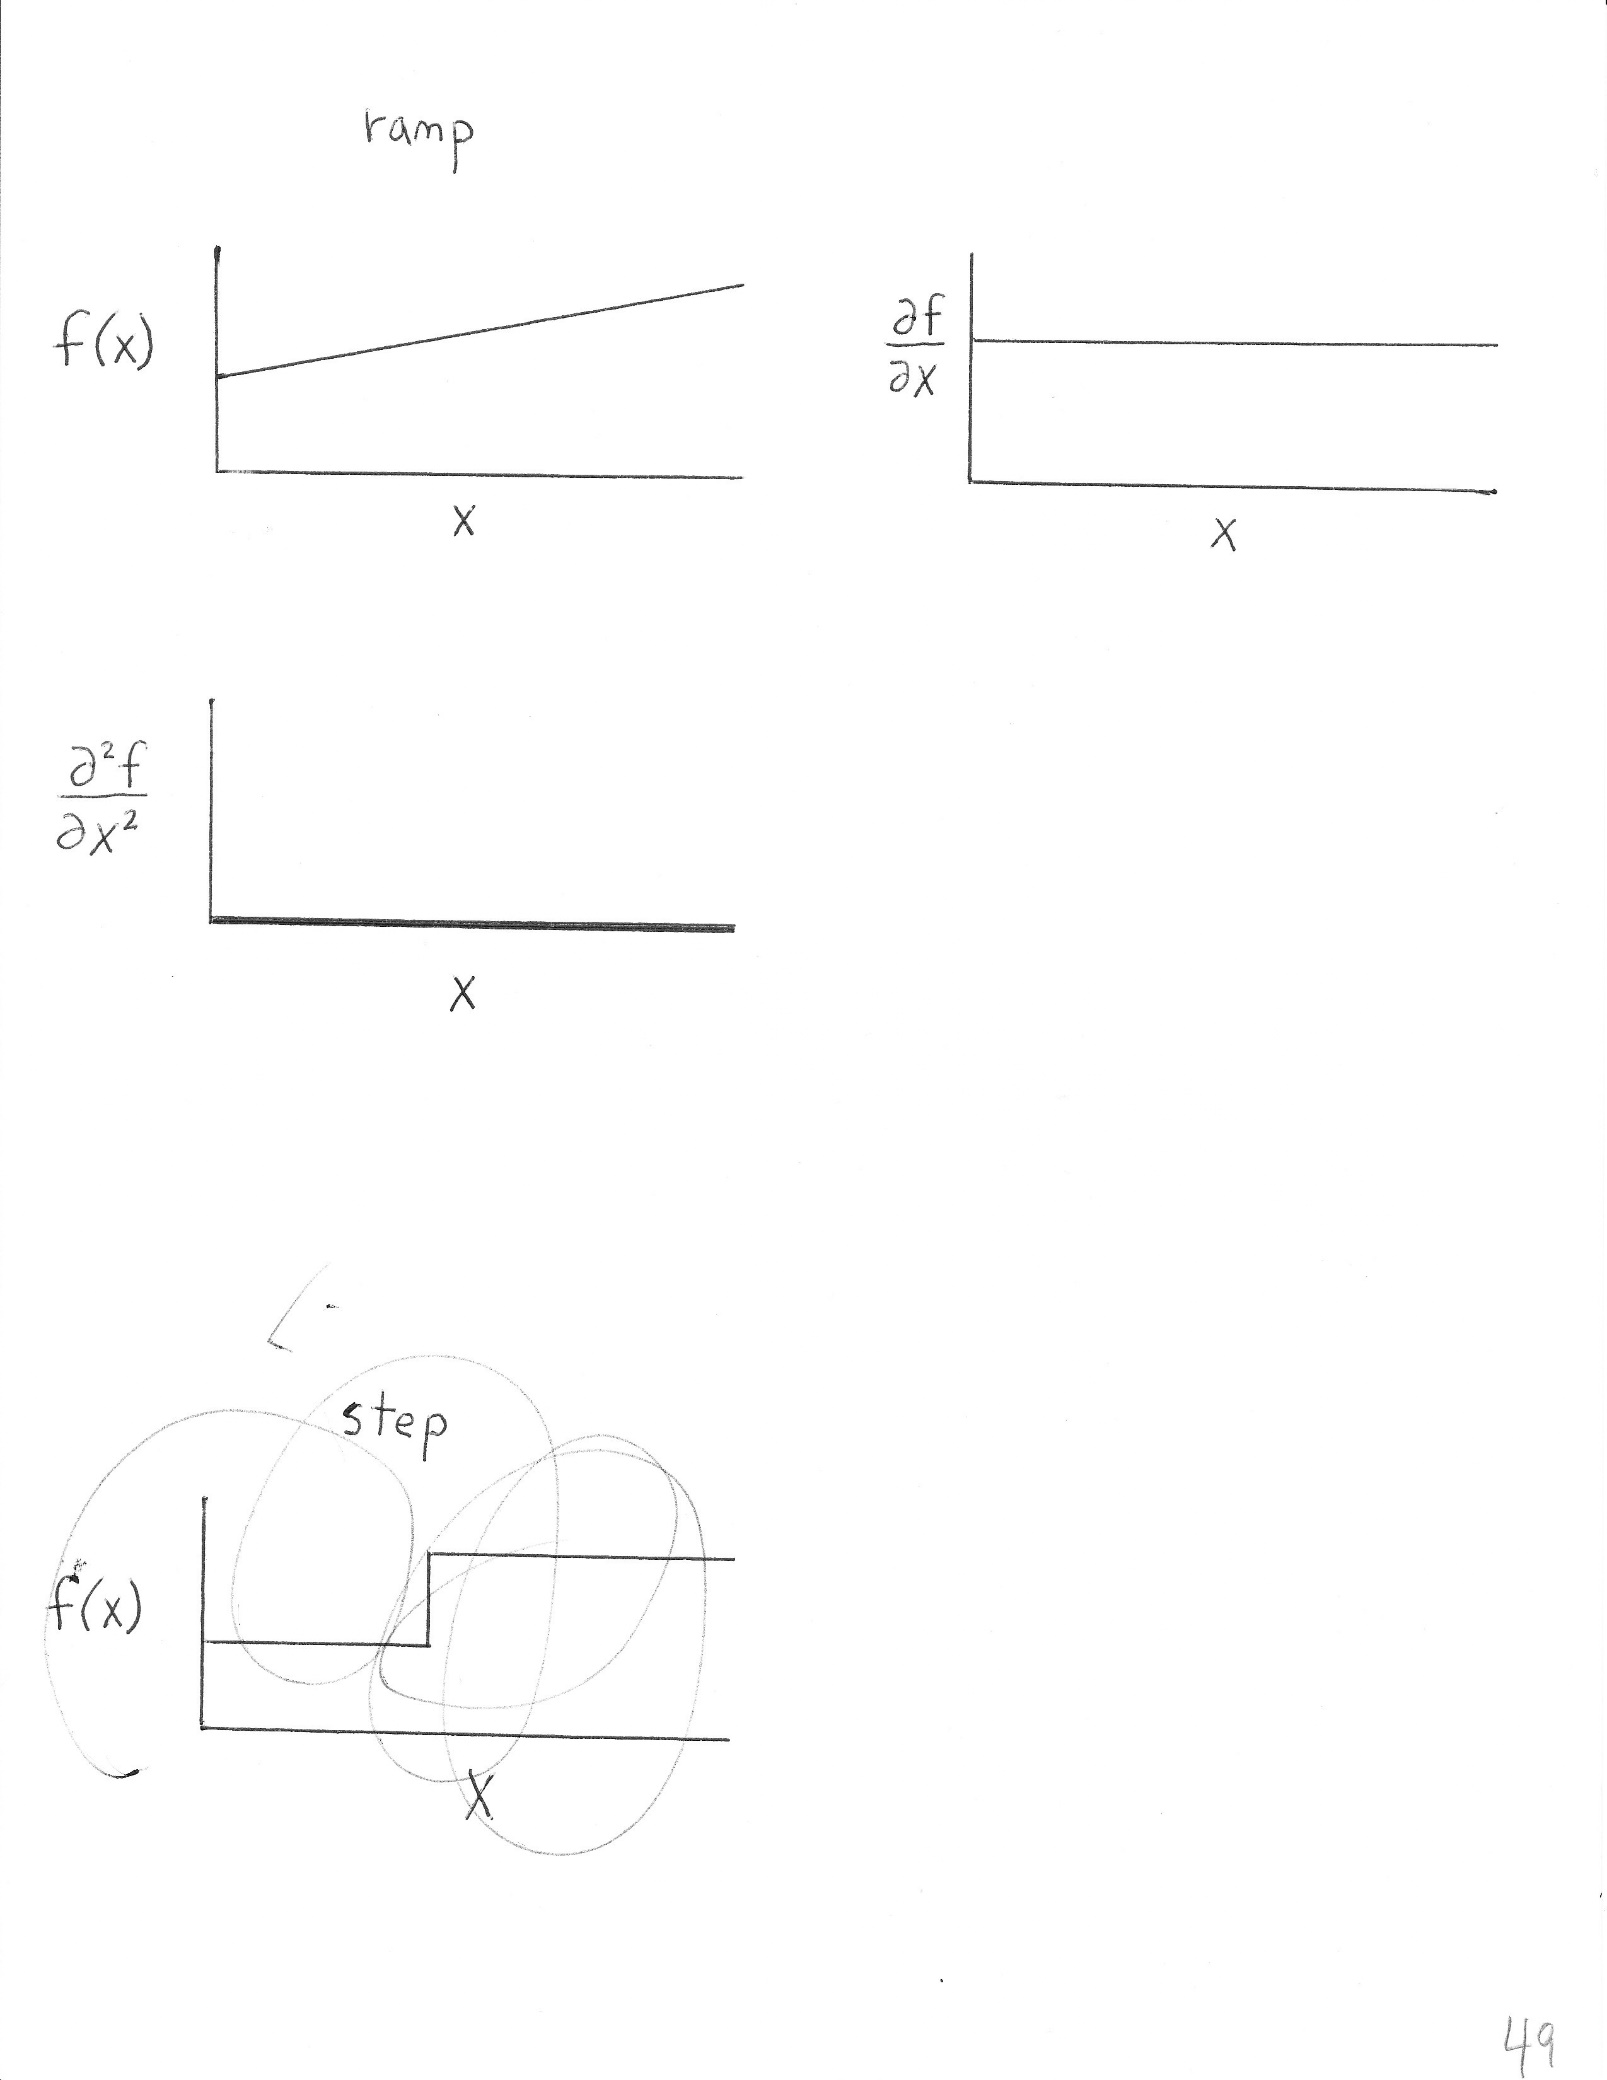 ramp
f(x)
x
∂f
∂x
x
∂²f
∂x²
x
step
f(x)
x
49